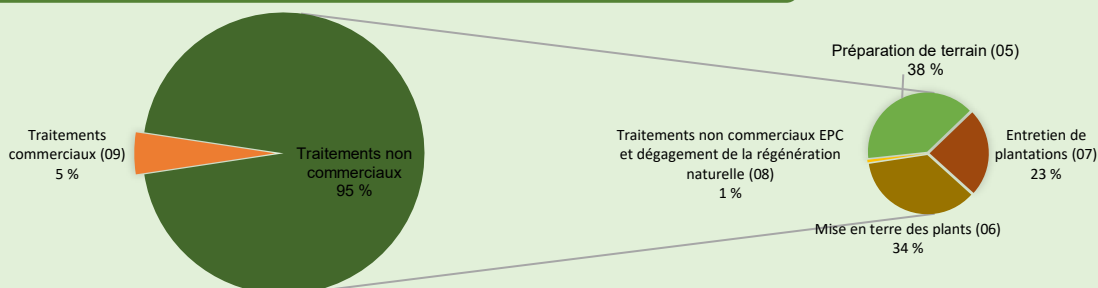 Traitements
commerciaux (09)
5 %
Traitements non
commerciaux
95 %
Préparation de terrain (05)
38 %
Traitements non commerciaux EPC
et dégagement de la régénération
naturelle (08)
1 %
Entretien de
plantations (07)
23 %
Mise en terre des plants (06)
34 %